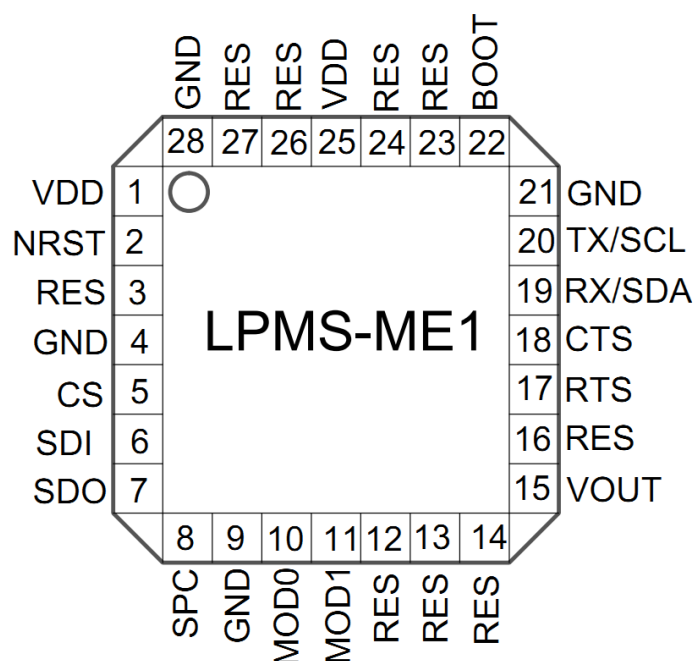 GND RES RES VDD RES RES BOOT
28 27 26 25 24 23 22
VDD 1 21 GND
NRST 2 20 TX/SCL
RES 3 19 RX/SDA
LPMS-ME1
GND 4 18 CTS
CS 5 17 RTS
SDI 6 16 RES
SDO 7 15 VOUT
8 9 10 11 12 13 14
SPC GND MOD0 MOD1 RES RES RES